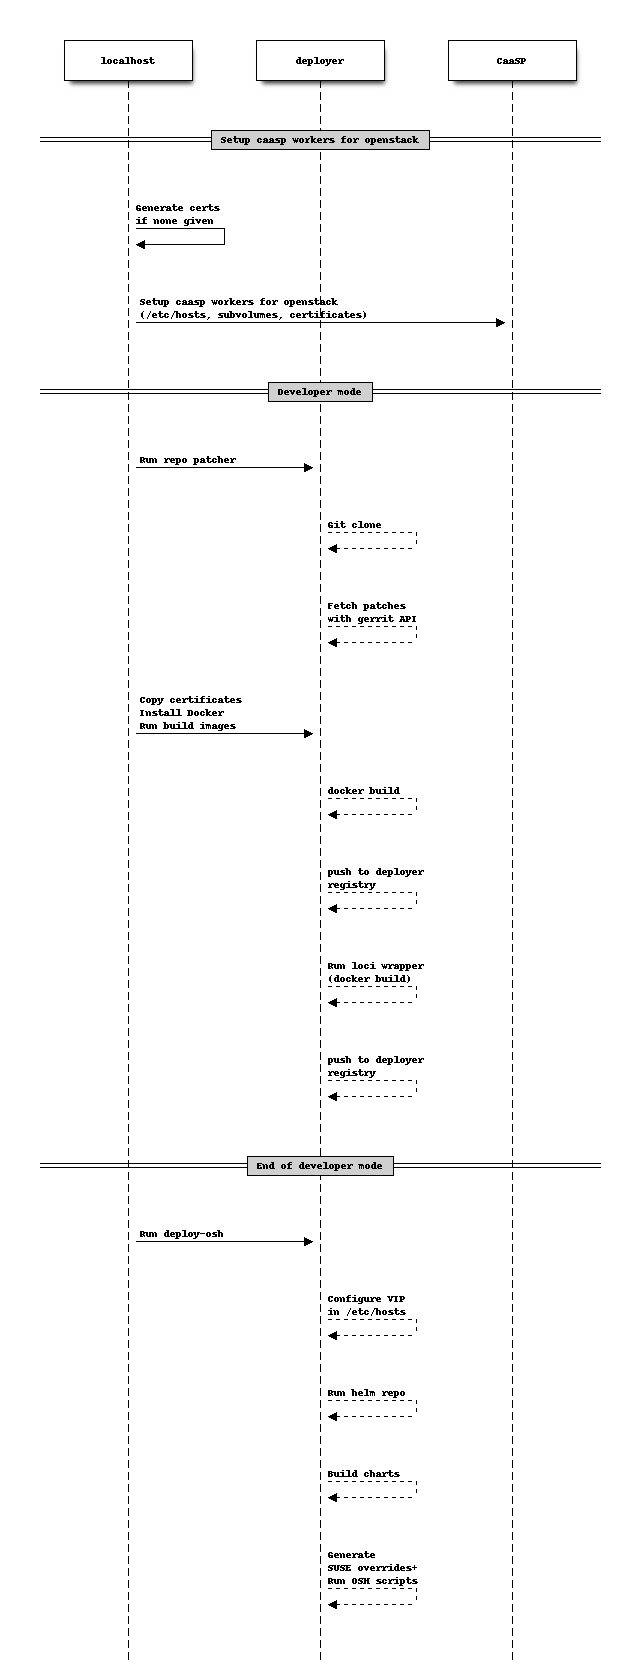 localhost
deployer
CaaSP
Setup caasp workers for openstack
Generate certs
if none given
Setup caasp workers for openstack
(/etc/hosts, subvolumes, certificates)
Developer mode
Run repo patcher
Git clone
Fetch patches
with gerrit API
Copy certificates
Install Docker
Run build images
docker build
push to deployer
registry
Run loci wrapper
(docker build)
push to deployer
registry
End of developer mode
Run deploy-osh
Configure VIP
in /etc/hosts
Run helm repo
Build charts
Generate
SUSE overrides+
Run OSH scripts